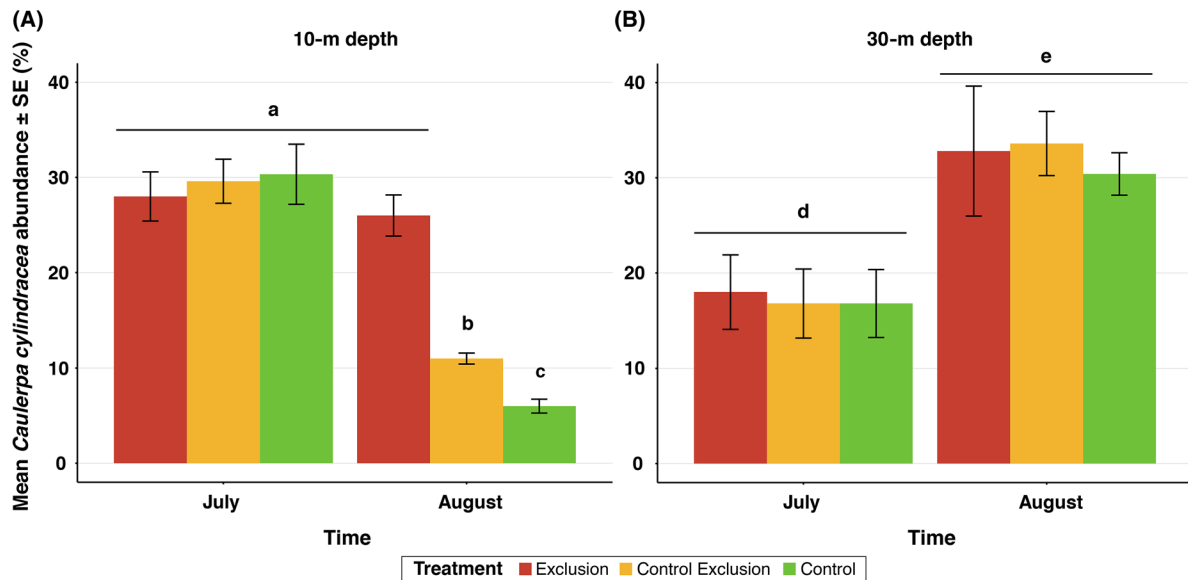 (A)
10-m depth
Mean Caulerpa cylindracea abundance ± SE (%)
40
30
20
10
0
a
b
c
July
August
Time
(B)
30-m depth
40
30
20
10
0
d
e
July
August
Time
Treatment Exclusion Control Exclusion Control